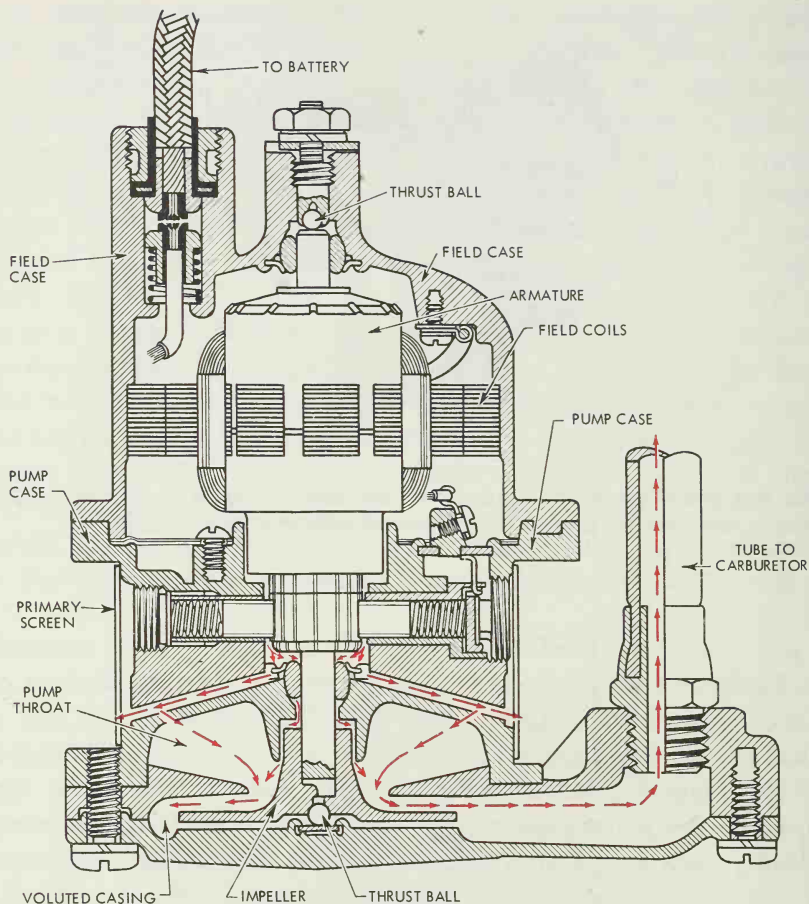 TO BATTERY
THRUST BALL
FIELD
CASE
FIELD CASE
ARMATURE
FIELD COILS
PUMP CASE
PUMP
CASE
TUBE TO
CARBURETOR
PRIMARY
SCREEN
PUMP
THROAT
VOLUTED CASING
IMPELLER
THRUST BALL